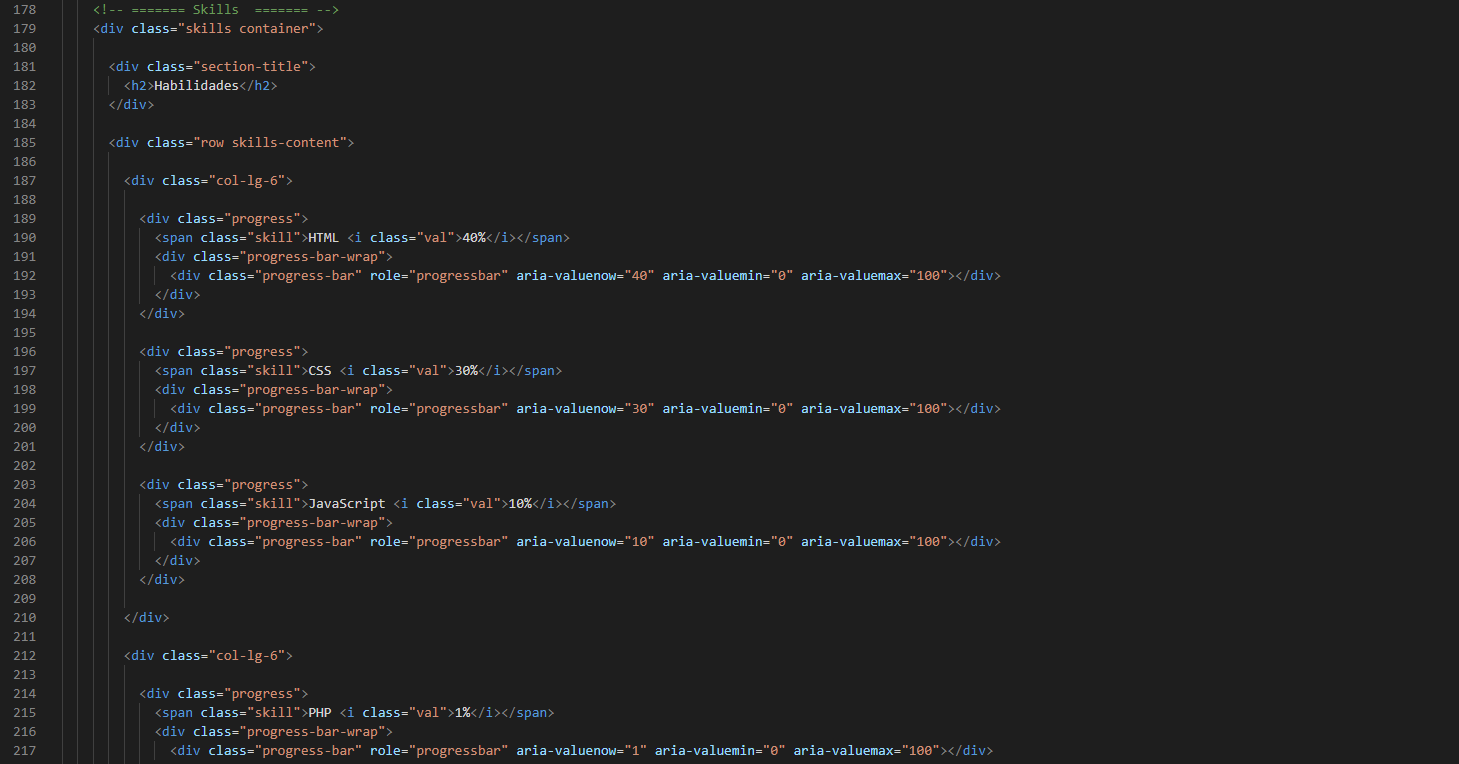 178 <!-- ======= Skills  ======= -->
179 <div class="skills container">
180
181 <div class="section-title">
182 <h2>Habilidades</h2>
183 </div>
184
185 <div class="row skills-content">
186
187 <div class="col-lg-6">
188
189 <div class="progress">
190 <span class="skill">HTML <i class="val">40%</i></span>
191 <div class="progress-bar-wrap">
192 <div class="progress-bar" role="progressbar" aria-valuenow="40" aria-valuemin="0" aria-valuemax="100"></div>
193 </div>
194 </div>
195
196 <div class="progress">
197 <span class="skill">CSS <i class="val">30%</i></span>
198 <div class="progress-bar-wrap">
199 <div class="progress-bar" role="progressbar" aria-valuenow="30" aria-valuemin="0" aria-valuemax="100"></div>
200 </div>
201 </div>
202
203 <div class="progress">
204 <span class="skill">JavaScript <i class="val">10%</i></span>
205 <div class="progress-bar-wrap">
206 <div class="progress-bar" role="progressbar" aria-valuenow="10" aria-valuemin="0" aria-valuemax="100"></div>
207 </div>
208 </div>
209
210 </div>
211
212 <div class="col-lg-6">
213
214 <div class="progress">
215 <span class="skill">PHP <i class="val">1%</i></span>
216 <div class="progress-bar-wrap">
217 <div class="progress-bar" role="progressbar" aria-valuenow="1" aria-valuemin="0" aria-valuemax="100"></div>